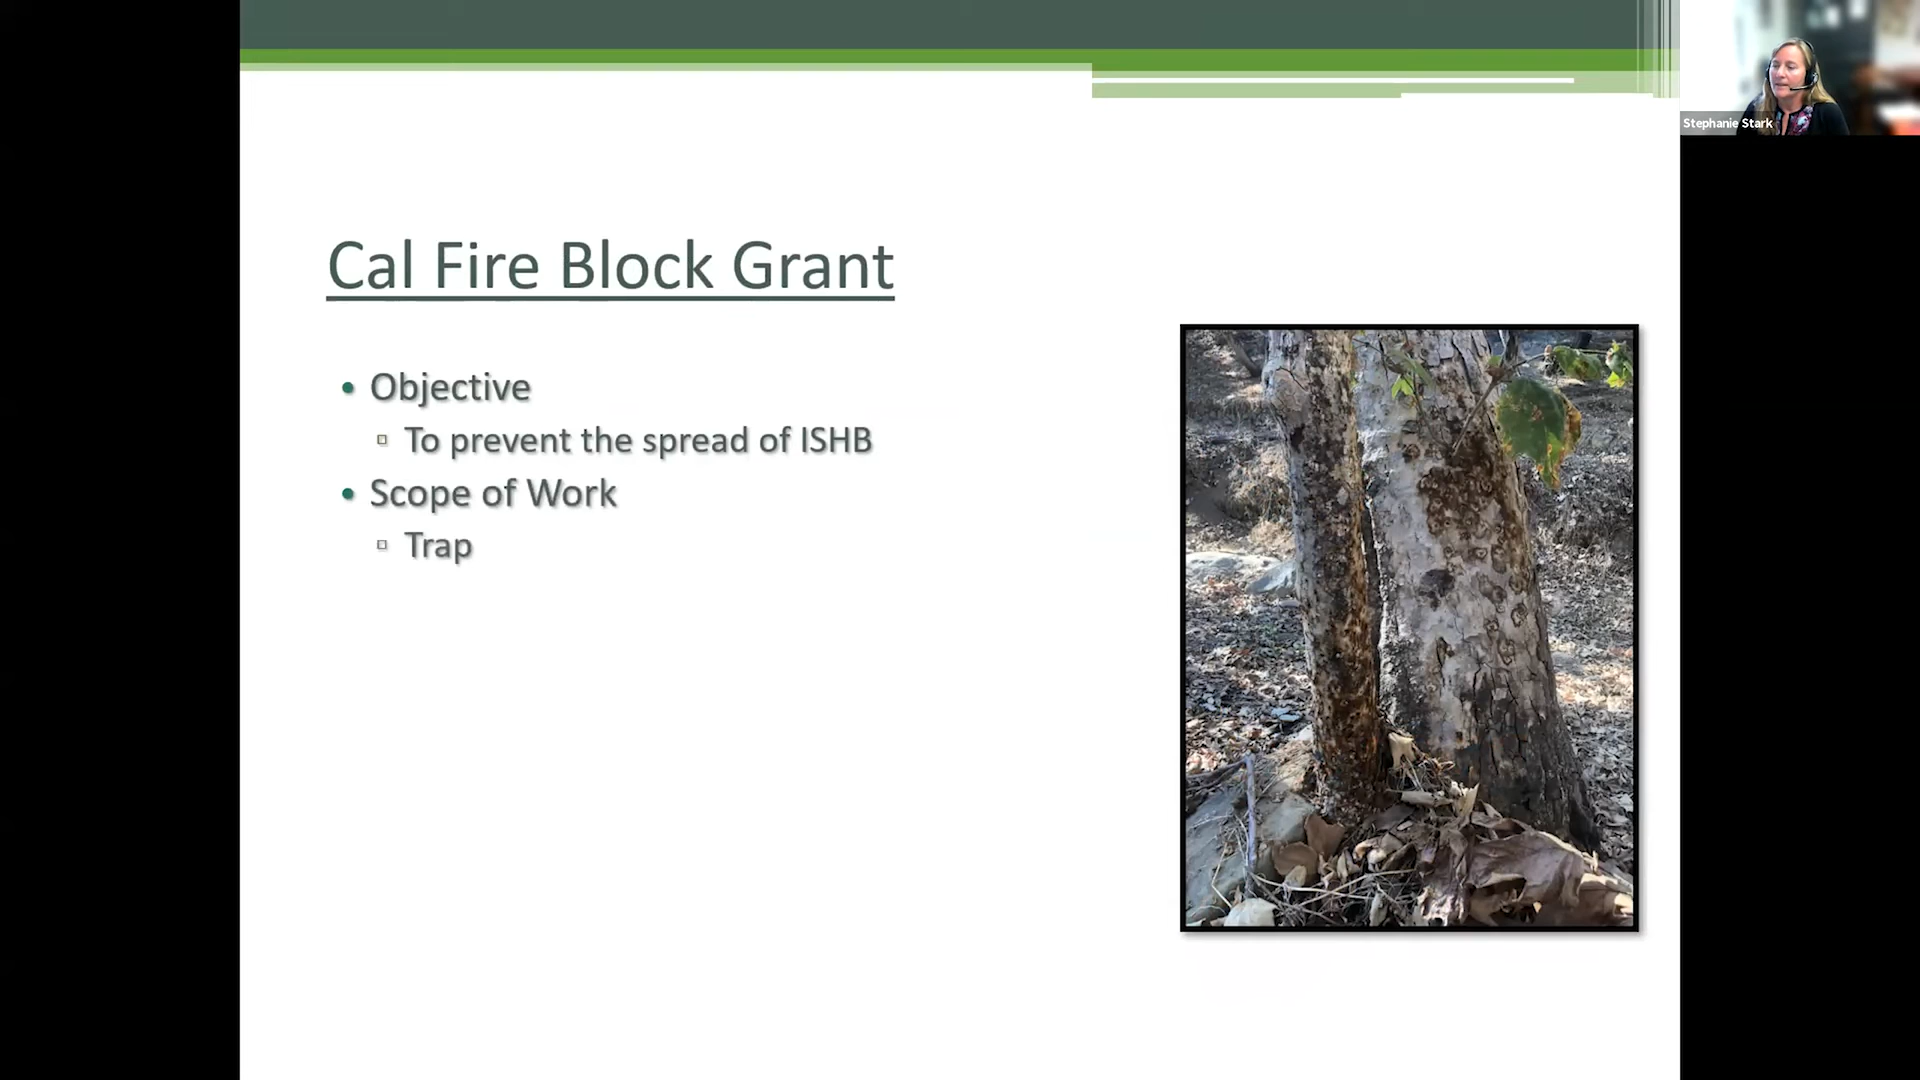 Stephanie Stark
Cal Fire Block Grant
• Objective
▫ To prevent the spread of ISHB
• Scope of Work
▫ Trap